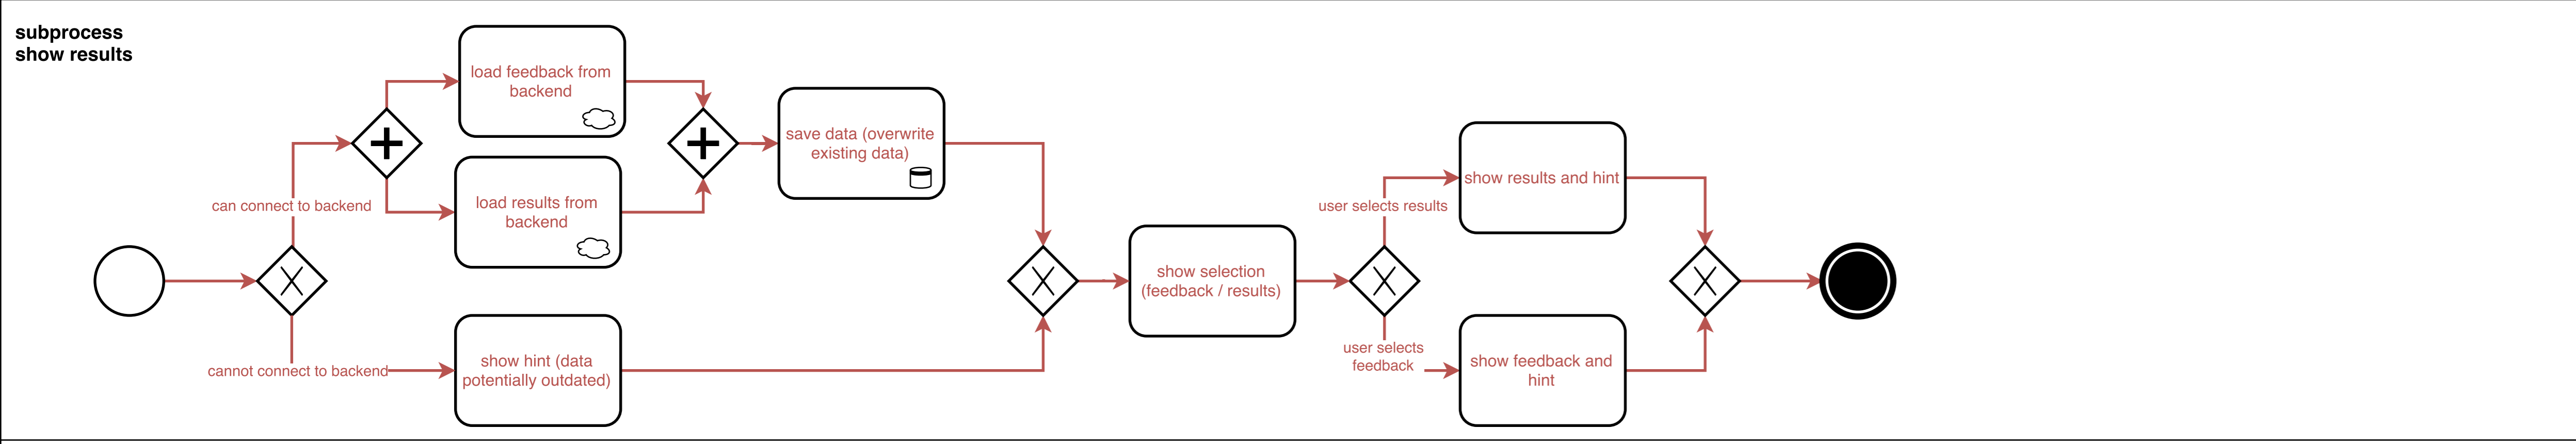 subprocess
show results
load feedback from
backend
load results from
backend
save data (overwrite
existing data)
can connect to backend
cannot connect to backend
show hint (data
potentially outdated)
show selection
(feedback / results)
user selects results
user selects
feedback
show results and hint
show feedback and
hint